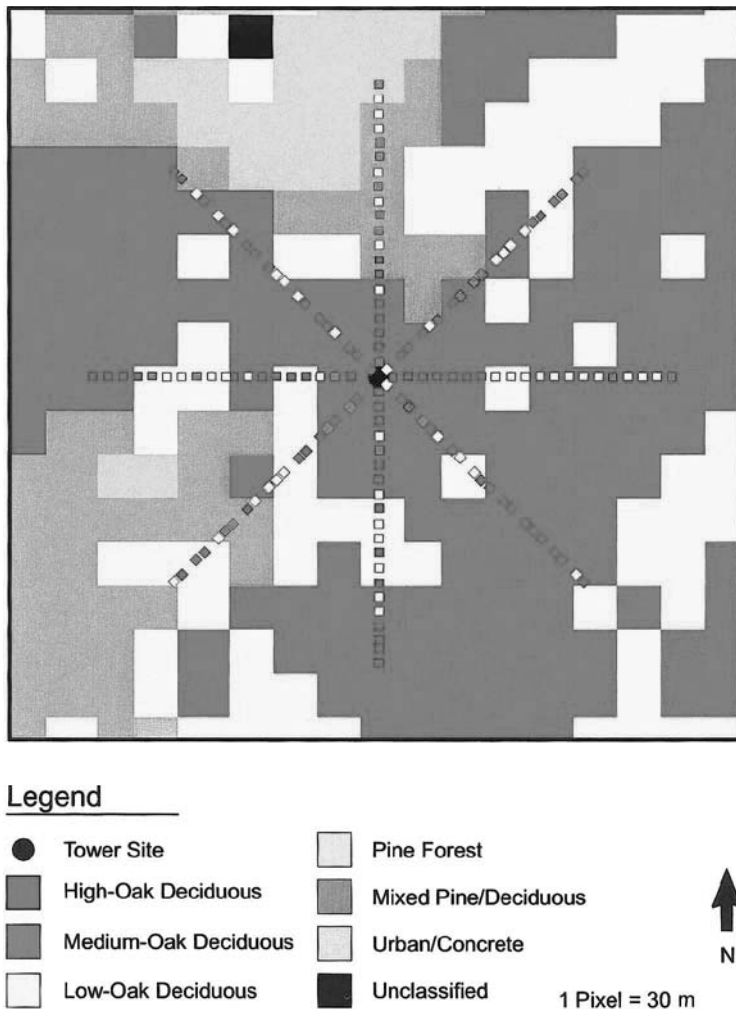 Legend
Tower Site
High-Oak Deciduous
Medium-Oak Deciduous
Low-Oak Deciduous
Pine Forest
Mixed Pine/Deciduous
Urban/Concrete
Unclassified
N
1 Pixel = 30 m